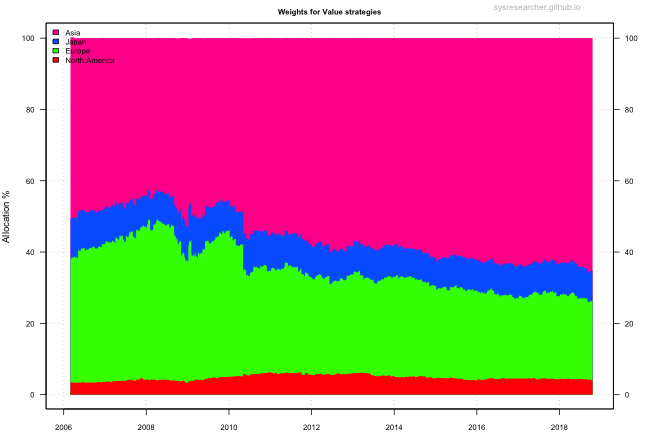 sysresearcher.github.io
Weights for Value strategies
Allocation %
100
80
60
40
20
0
100
80
60
40
20
0
Asia
Japan
Europe
North.America
2006 2008 2010 2012 2014 2016 2018